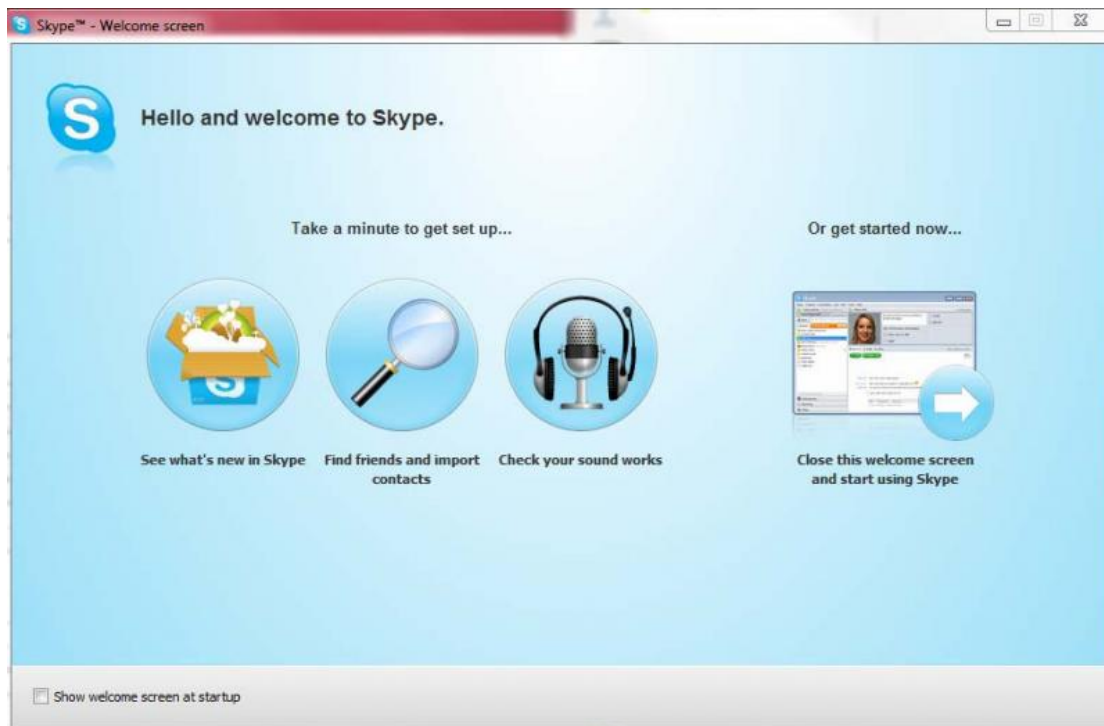 Skype™ - Welcome screen
Hello and welcome to Skype.
Take a minute to get set up...
Or get started now...
See what's new in Skype
Find friends and import
contacts
Check your sound works
Close this welcome screen
and start using Skype
Show welcome screen at startup